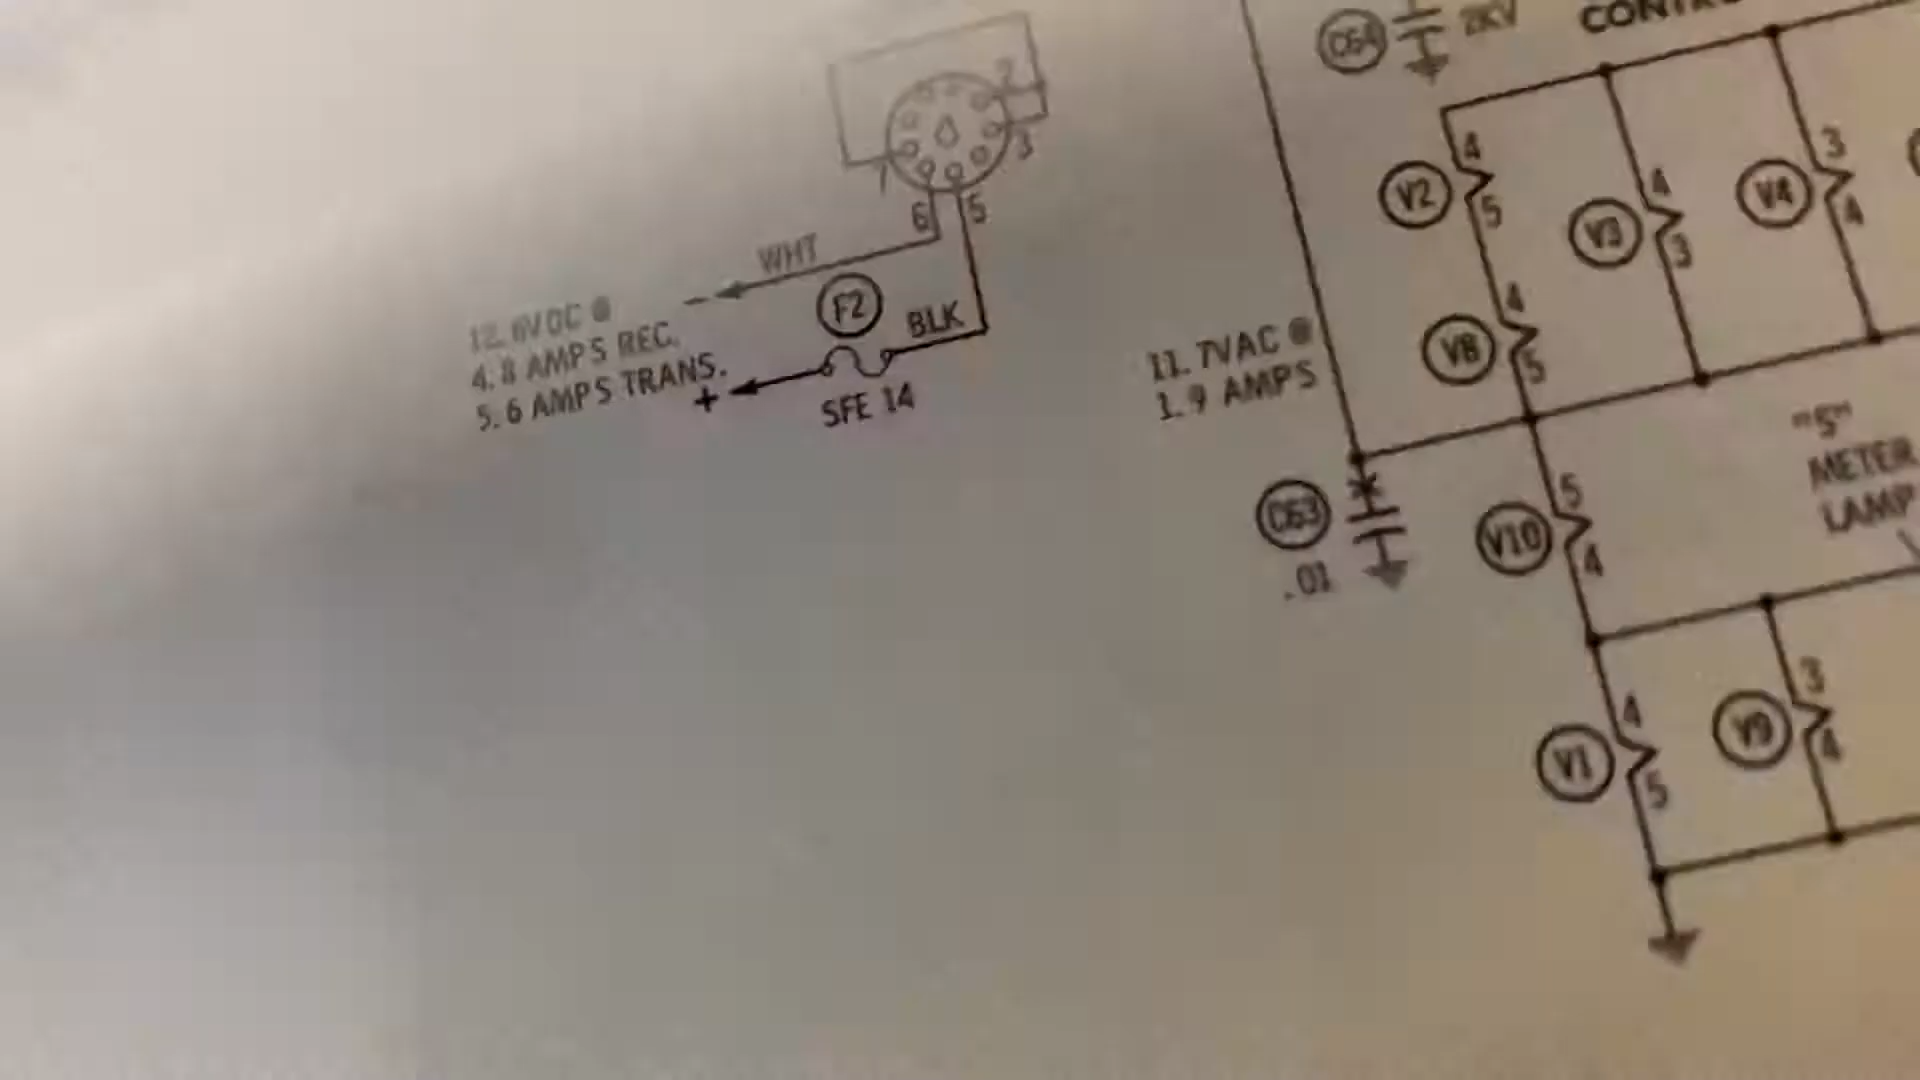 C64
2KV
2
3
7
6
5
WHT
-
F2
BLK
12.6VDC @
4.8 AMPS REC.
5.6 AMPS TRANS.
+
SFE 14
11.7VAC @
1.9 AMPS
C63
.01
4
V2
5
4
V3
3
3
V4
4
4
V8
5
"S"
METER
LAMP
5
V10
4
4
V1
5
3
V9
4